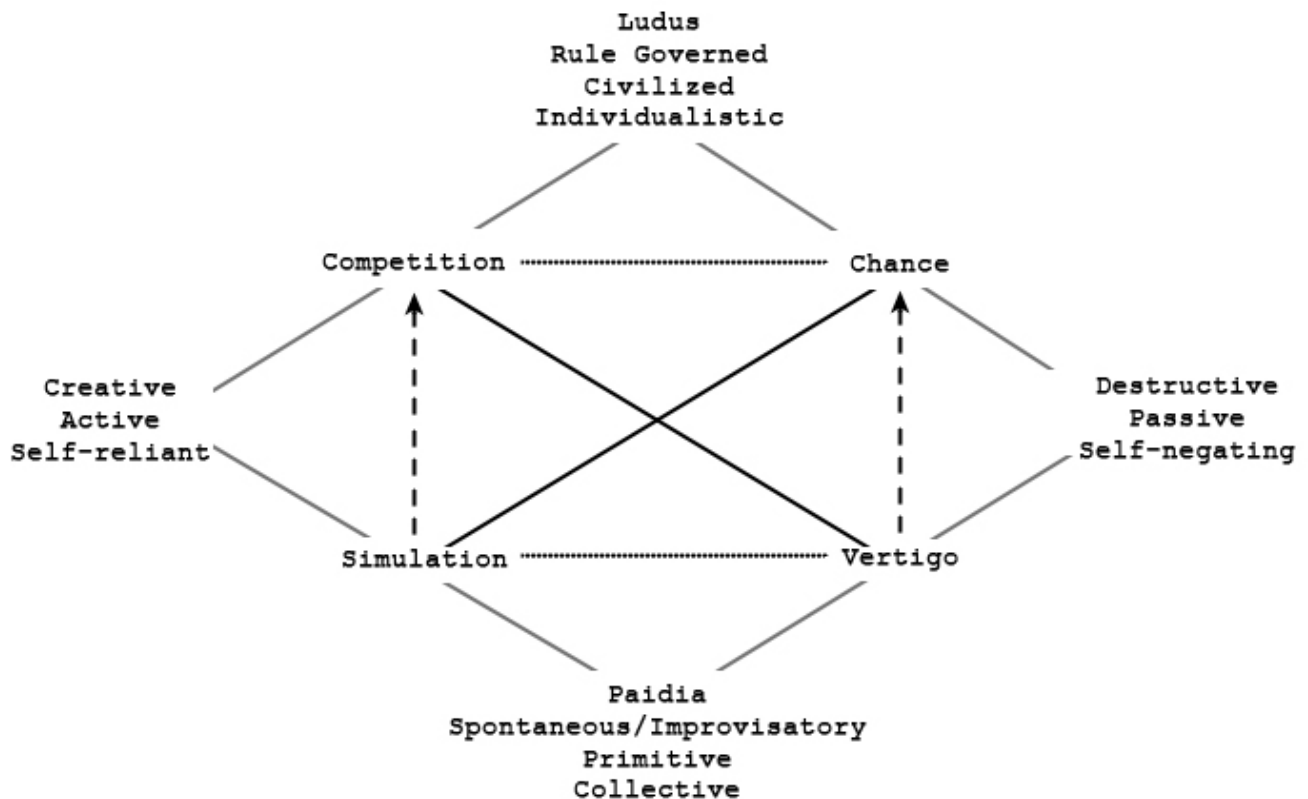 Ludus
Rule Governed
Civilized
Individualistic
Competition
Chance
Creative
Active
Self-reliant
Destructive
Passive
Self-negating
Simulation
Vertigo
Paidia
Spontaneous/Improvisatory
Primitive
Collective